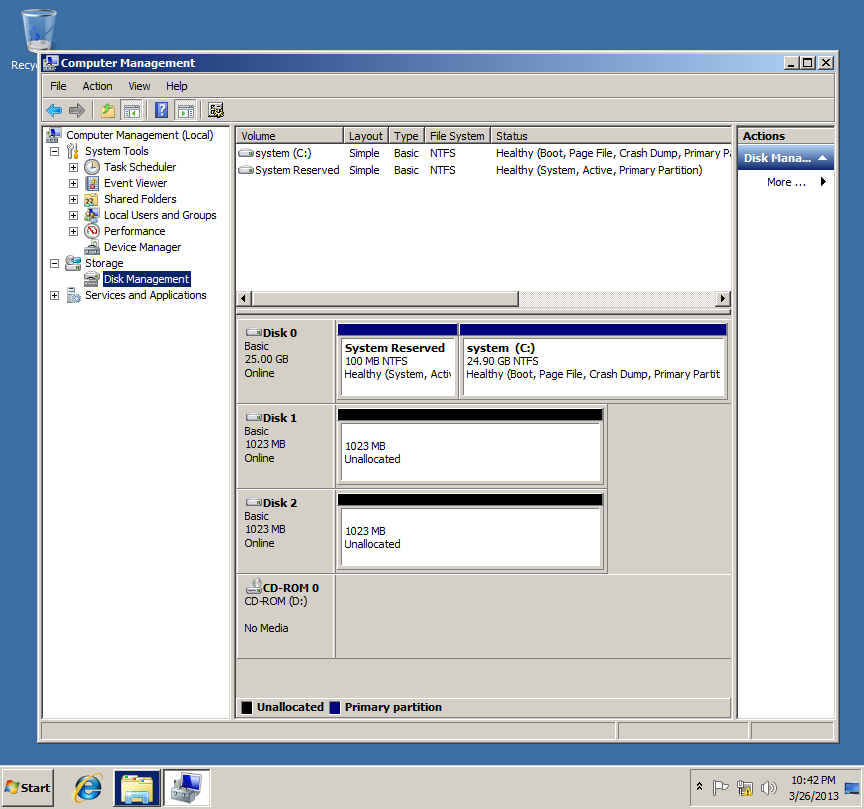 Recyc
Computer Management
File Action View Help
Computer Management (Local)
System Tools
Task Scheduler
Event Viewer
Shared Folders
Local Users and Groups
Performance
Device Manager
Storage
Disk Management
Services and Applications
Volume Layout Type File System Status
system (C:) Simple Basic NTFS Healthy (Boot, Page File, Crash Dump, Primary Pa
System Reserved Simple Basic NTFS Healthy (System, Active, Primary Partition)
Actions
Disk Mana...
More ...
Disk 0
Basic
25.00 GB
Online
System Reserved
100 MB NTFS
Healthy (System, Activ
system (C:)
24.90 GB NTFS
Healthy (Boot, Page File, Crash Dump, Primary Partit
Disk 1
Basic
1023 MB
Online
1023 MB
Unallocated
Disk 2
Basic
1023 MB
Online
1023 MB
Unallocated
CD-ROM 0
CD-ROM (D:)
No Media
Unallocated Primary partition
Start
10:42 PM
3/26/2013